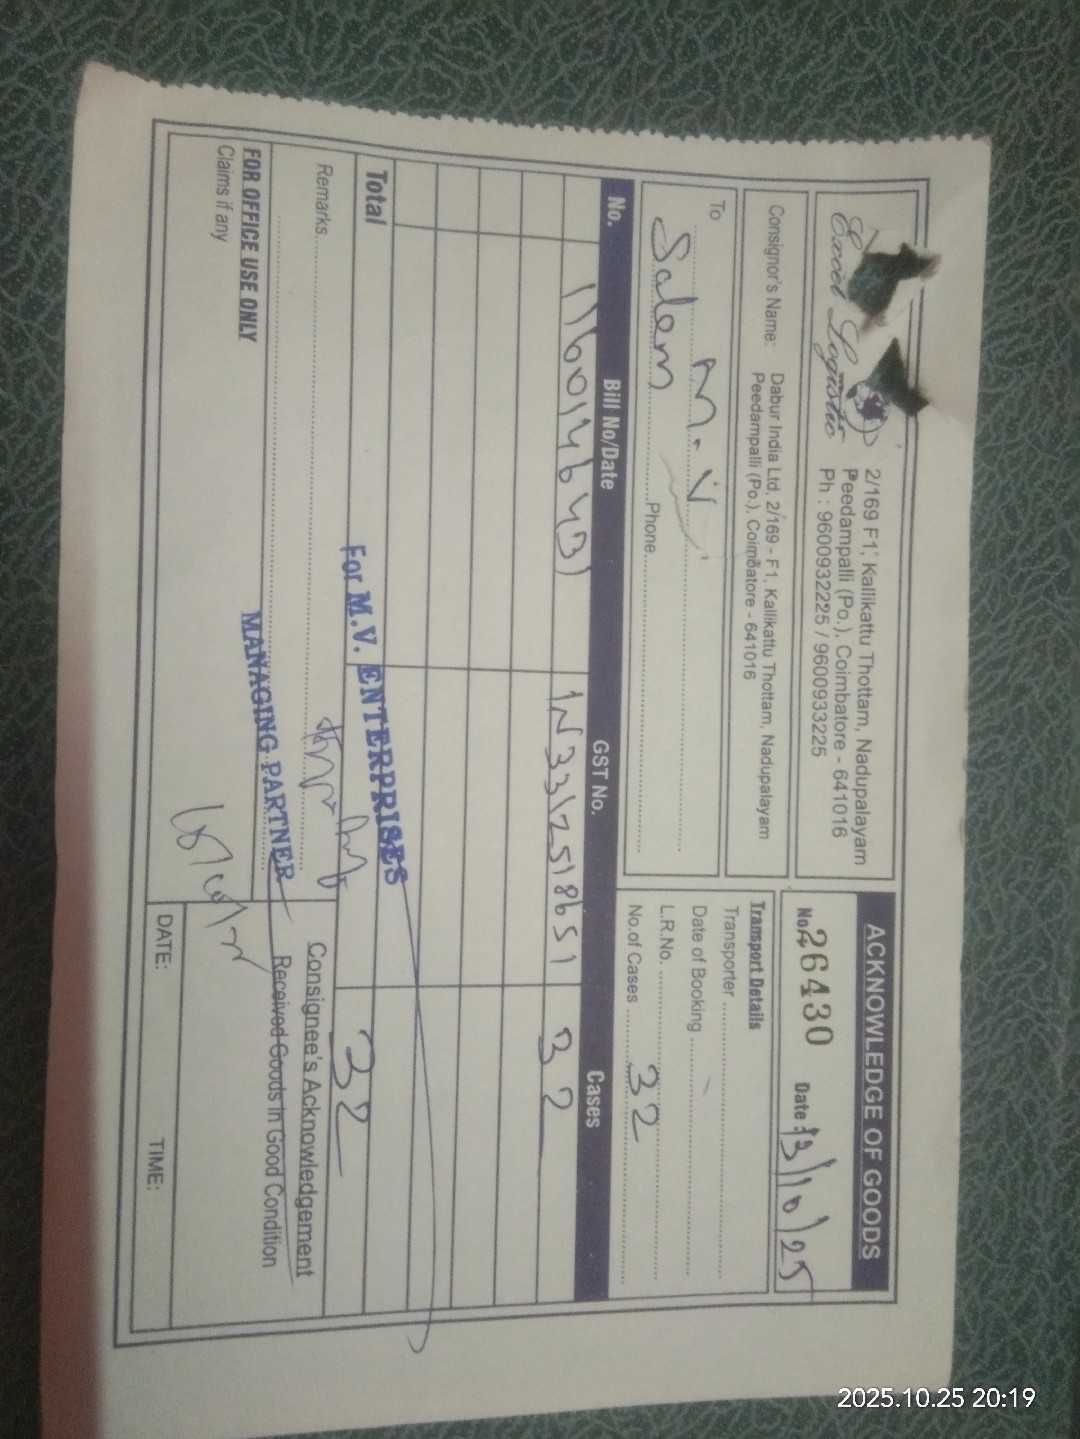 Logistic
2/169 F1, Kallikattu Thottam, Nadupalayam
Peedampalli (Po.), Coimbatore - 641016
Ph : 9600932225 / 9600933225
ACKNOWLEDGE OF GOODS
No. 26430 Date : 13/10/25
Consignor's Name: Dabur India Ltd, 2/169 - F1, Kallikattu Thottam, Nadupalayam
Peedampalli (Po.), Coimbatore - 641016
To M.V
Salem Phone
Transport Details
Transporter
Date of Booking
L.R.No.
No.of Cases 32
No. Bill No/Date GST No. Cases
IN3312518651 32
Total 32
For M.V. ENTERPRISES
Remarks
MANAGING PARTNER
FOR OFFICE USE ONLY
Claims if any
Consignee's Acknowledgement
Received Goods in Good Condition
DATE: TIME:
2025.10.25 20:19